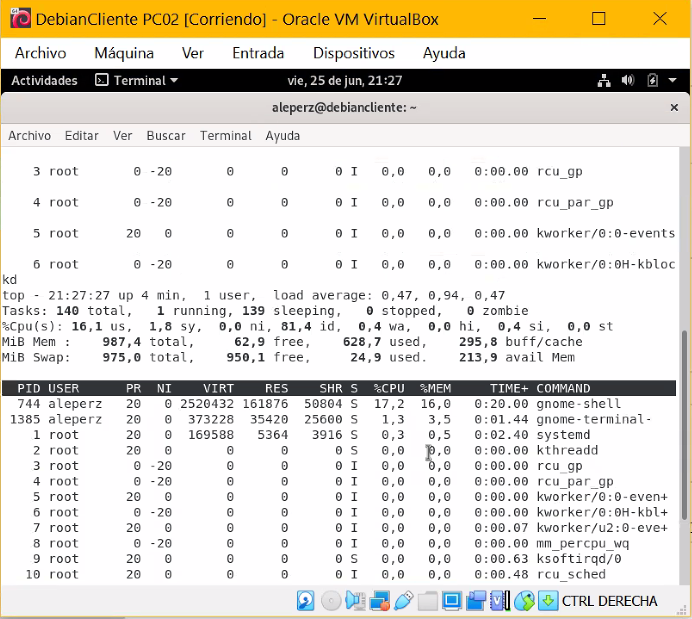 DebianCliente PC02 [Corriendo] - Oracle VM VirtualBox
Archivo Máquina Ver Entrada Dispositivos Ayuda
Actividades Terminal vie, 25 de jun, 21:27
aleperz@debiancliente: ~
Archivo Editar Ver Buscar Terminal Ayuda
3 root 0 -20 0 0 0 I 0,0 0,0 0:00.00 rcu_gp
4 root 0 -20 0 0 0 I 0,0 0,0 0:00.00 rcu_par_gp
5 root 20 0 0 0 0 I 0,0 0,0 0:00.00 kworker/0:0-events
6 root 0 -20 0 0 0 I 0,0 0,0 0:00.00 kworker/0:0H-kbloc
kd
top - 21:27:27 up 4 min, 1 user, load average: 0,47, 0,94, 0,47
Tasks: 140 total, 1 running, 139 sleeping, 0 stopped, 0 zombie
%Cpu(s): 16,1 us, 1,8 sy, 0,0 ni, 81,4 id, 0,4 wa, 0,0 hi, 0,4 si, 0,0 st
MiB Mem : 987,4 total, 62,9 free, 628,7 used, 295,8 buff/cache
MiB Swap: 975,0 total, 950,1 free, 24,9 used. 213,9 avail Mem
PID USER PR NI VIRT RES SHR S %CPU %MEM TIME+ COMMAND
744 aleperz 20 0 2520432 161876 50804 S 17,2 16,0 0:20.00 gnome-shell
1385 aleperz 20 0 373228 35420 25600 S 1,3 3,5 0:01.44 gnome-terminal-
1 root 20 0 169588 5364 3916 S 0,3 0,5 0:02.40 systemd
2 root 20 0 0 0 0 S 0,0 0,0 0:00.00 kthreadd
3 root 0 -20 0 0 0 I 0,0 0,0 0:00.00 rcu_gp
4 root 0 -20 0 0 0 I 0,0 0,0 0:00.00 rcu_par_gp
5 root 20 0 0 0 0 I 0,0 0,0 0:00.00 kworker/0:0-even+
6 root 0 -20 0 0 0 I 0,0 0,0 0:00.00 kworker/0:0H-kbl+
7 root 20 0 0 0 0 I 0,0 0,0 0:00.07 kworker/u2:0-eve+
8 root 0 -20 0 0 0 I 0,0 0,0 0:00.00 mm_percpu_wq
9 root 20 0 0 0 0 S 0,0 0,0 0:00.63 ksoftirqd/0
10 root 20 0 0 0 0 I 0,0 0,0 0:00.48 rcu_sched
CTRL DERECHA